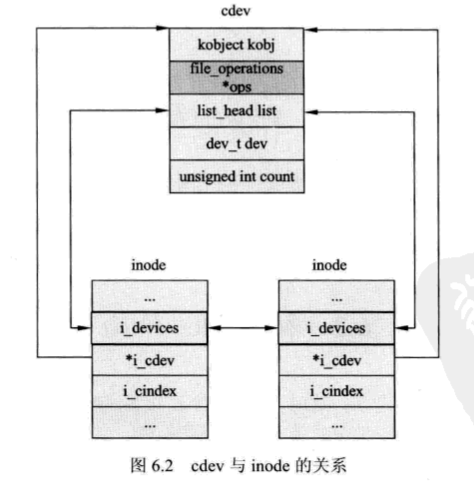 cdev
kobject kobj
file_operations
*ops
list_head list
dev_t dev
unsigned int count
inode
inode
...
...
i_devices
i_devices
*i_cdev
*i_cdev
i_cindex
i_cindex
...
...
图 6.2 cdev 与 inode 的关系